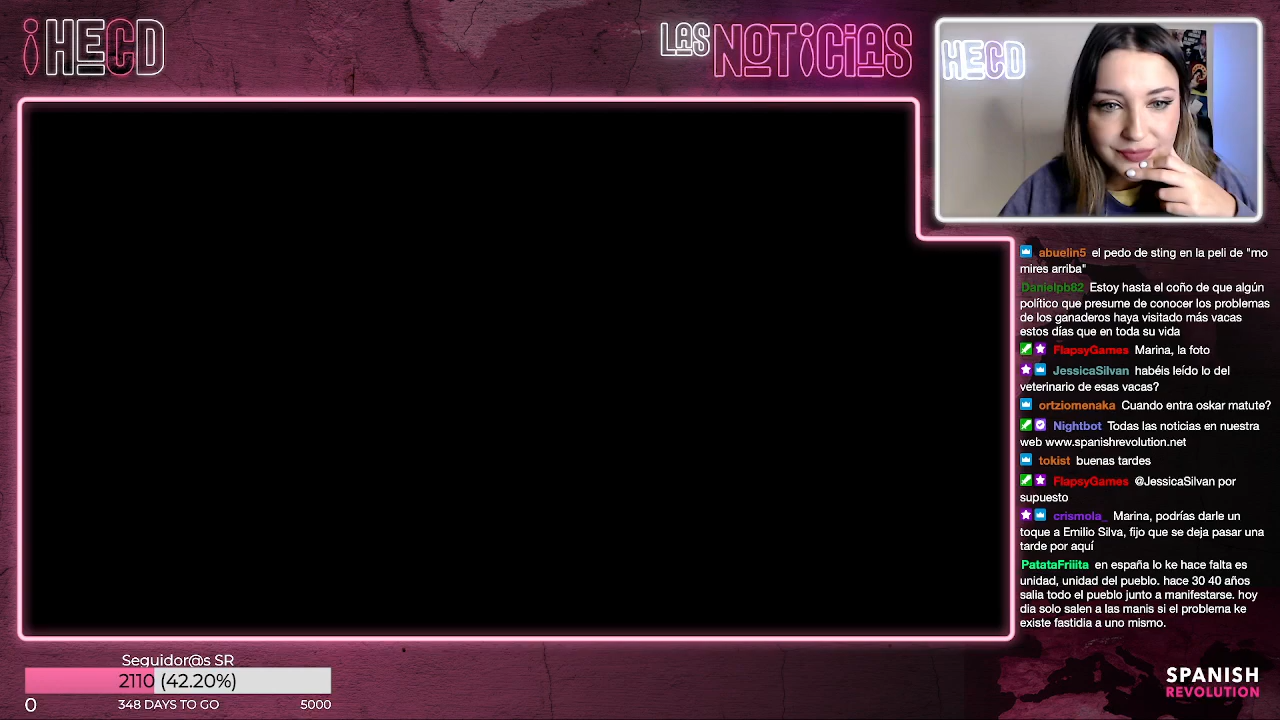 ¡HECD
LAS NOTICIAS
HECD
abuelin5 el pedo de sting en la peli de "mo
mires arriba"
Danielpb82 Estoy hasta el coño de que algún
político que presume de conocer los problemas
de los ganaderos haya visitado más vacas
estos días que en toda su vida
FlapsyGames Marina, la foto
JessicaSilvan habéis leído lo del
veterinario de esas vacas?
ortziomenaka Cuando entra oskar matute?
Nightbot Todas las noticias en nuestra
web www.spanishrevolution.net
tokist buenas tardes
FlapsyGames @JessicaSilvan por
supuesto
crismola_ Marina, podrías darle un
toque a Emilio Silva, fijo que se deja pasar una
tarde por aquí
PatataFriiita en españa lo ke hace falta es
unidad, unidad del pueblo. hace 30 40 años
salia todo el pueblo junto a manifestarse. hoy
dia solo salen a las manis si el problema ke
existe fastidia a uno mismo.
Seguidor@s SR
2110 (42.20%)
0 348 DAYS TO GO 5000
SPANISH
REVOLUTION